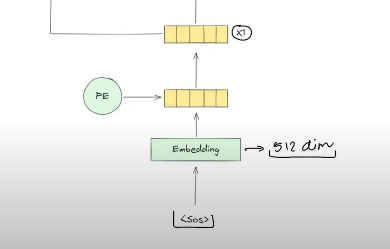 X1
PE
Embedding
512 dim
<SOS>